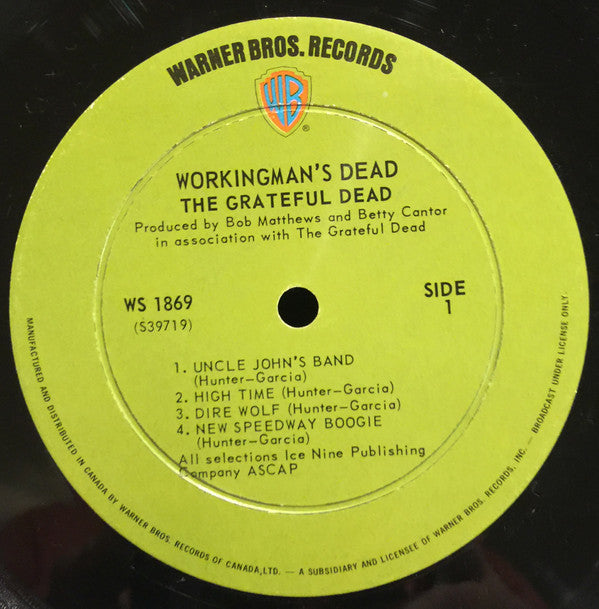 WARNER BROS. RECORDS
WB
®
WORKINGMAN'S DEAD
THE GRATEFUL DEAD
Produced by Bob Matthews and Betty Cantor
in association with The Grateful Dead
WS 1869
(S39719)
SIDE
1
1. UNCLE JOHN'S BAND
(Hunter-Garcia)
2. HIGH TIME (Hunter-Garcia)
3. DIRE WOLF (Hunter-Garcia)
4. NEW SPEEDWAY BOOGIE
(Hunter-Garcia)
All selections Ice Nine Publishing
Company ASCAP
MANUFACTURED AND DISTRIBUTED IN CANADA BY WARNER BROS. RECORDS OF CANADA, LTD. — A SUBSIDIARY AND LICENSEE OF WARNER BROS. RECORDS, INC. — BROADCAST UNDER LICENSE ONLY.